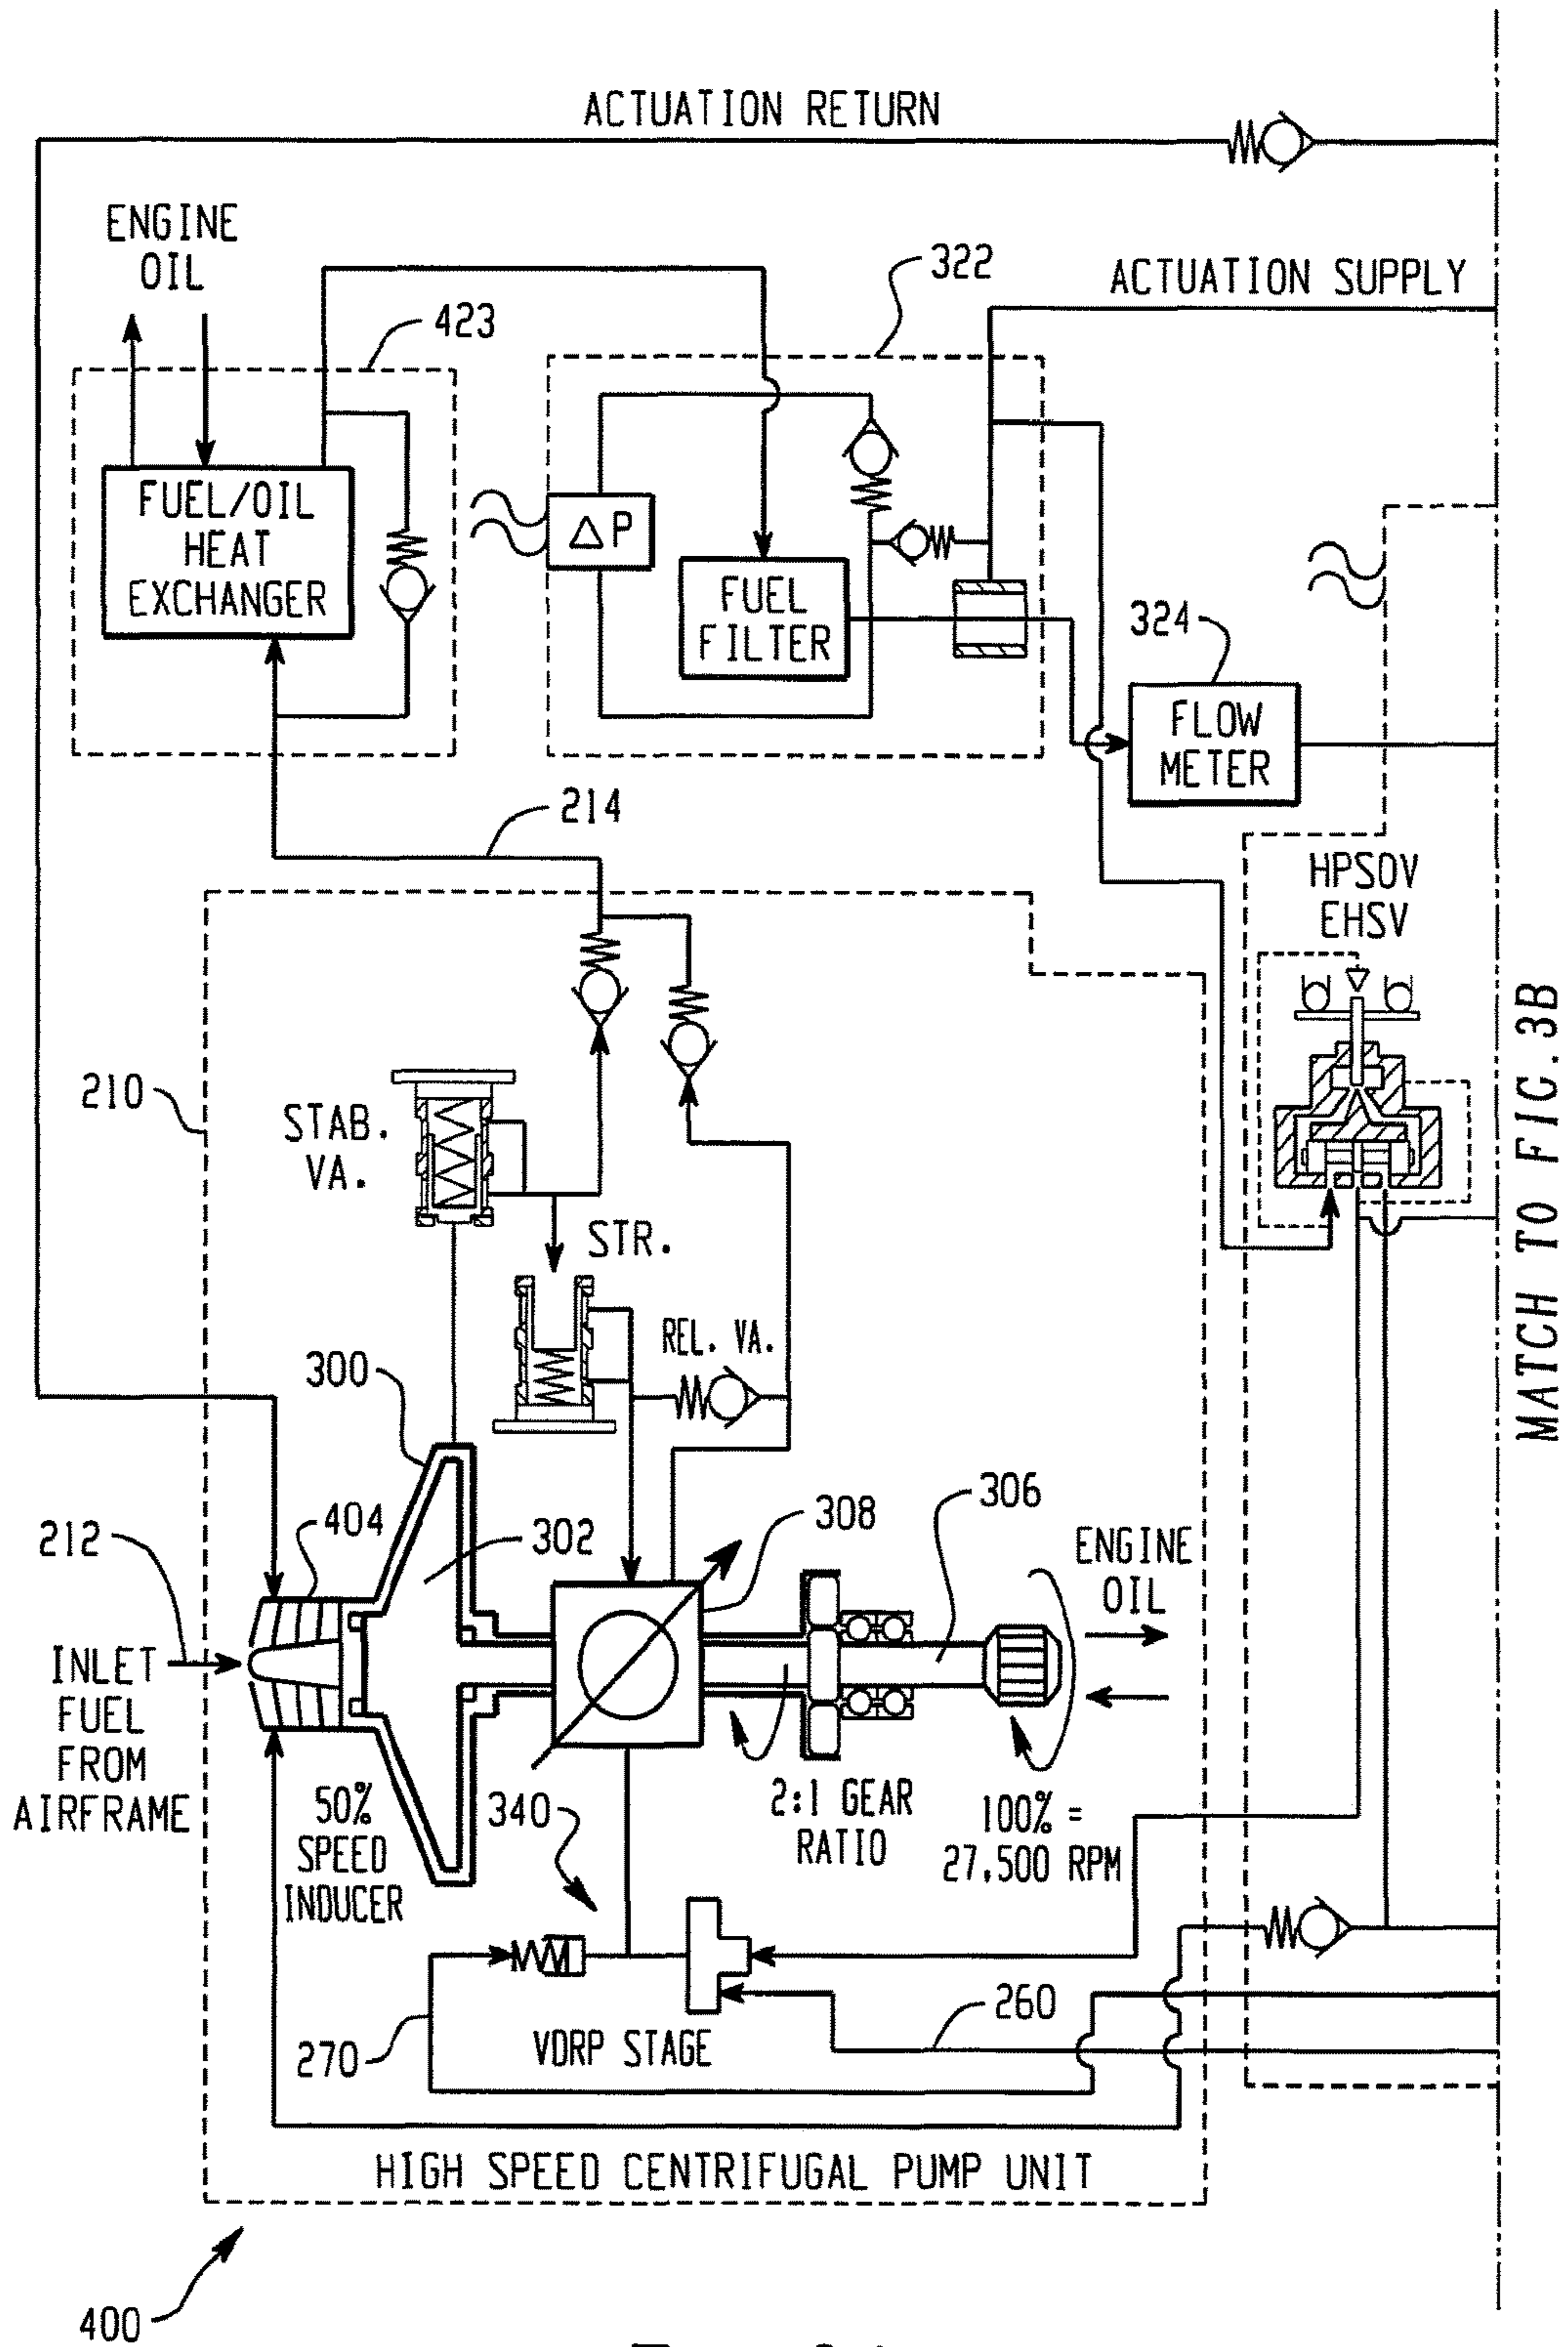 ACTUATION RETURN
ENGINE
OIL
322
ACTUATION SUPPLY
423
FUEL/OIL
HEAT
EXCHANGER
△ P
FUEL
FILTER
324
FLOW
METER
214
HPSOV
EHSV
210
STAB.
VA.
STR.
REL. VA.
300
MATCH TO FIG. 3B
404
302
308
306
212
ENGINE
OIL
INLET
FUEL
FROM
AIRFRAME
50%
SPEED
INDUCER
340
2:1 GEAR
RATIO
100% =
27,500 RPM
270
VDRP STAGE
260
HIGH SPEED CENTRIFUGAL PUMP UNIT
400